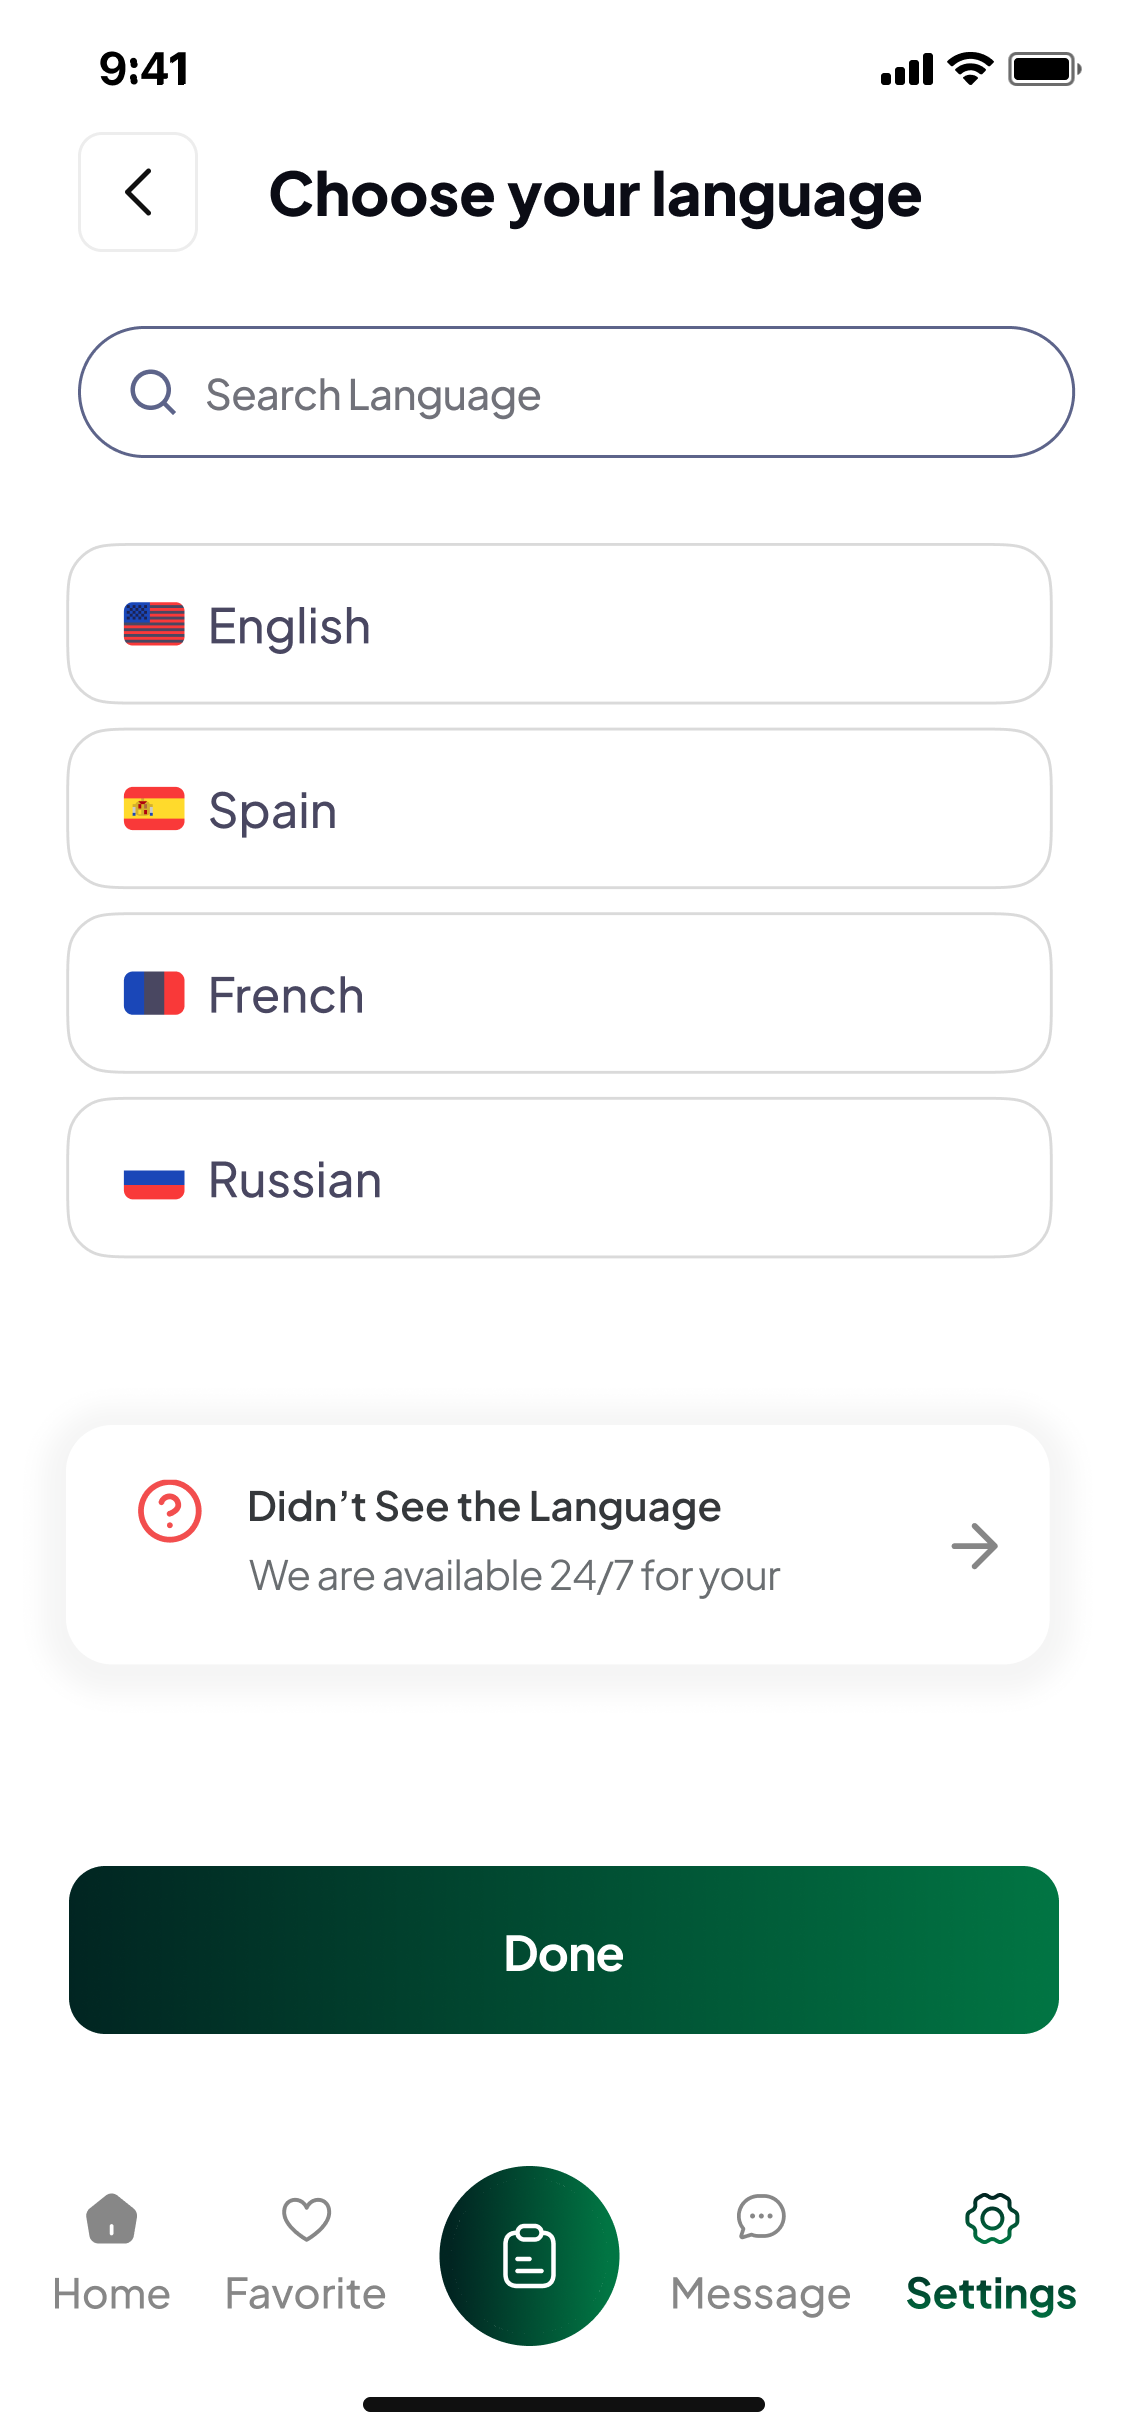 9:41
Choose your language
Search Language
English
Spain
French
Russian
Didn’t See the Language
We are available 24/7 for your
Done
Home
Favorite
Message
Settings